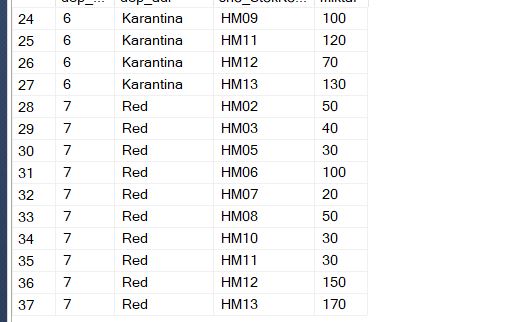 dep_... dep_adi sho_StokKo... miktar
24 6 Karantina HM09 100
25 6 Karantina HM11 120
26 6 Karantina HM12 70
27 6 Karantina HM13 130
28 7 Red HM02 50
29 7 Red HM03 40
30 7 Red HM05 30
31 7 Red HM06 100
32 7 Red HM07 20
33 7 Red HM08 50
34 7 Red HM10 30
35 7 Red HM11 30
36 7 Red HM12 150
37 7 Red HM13 170